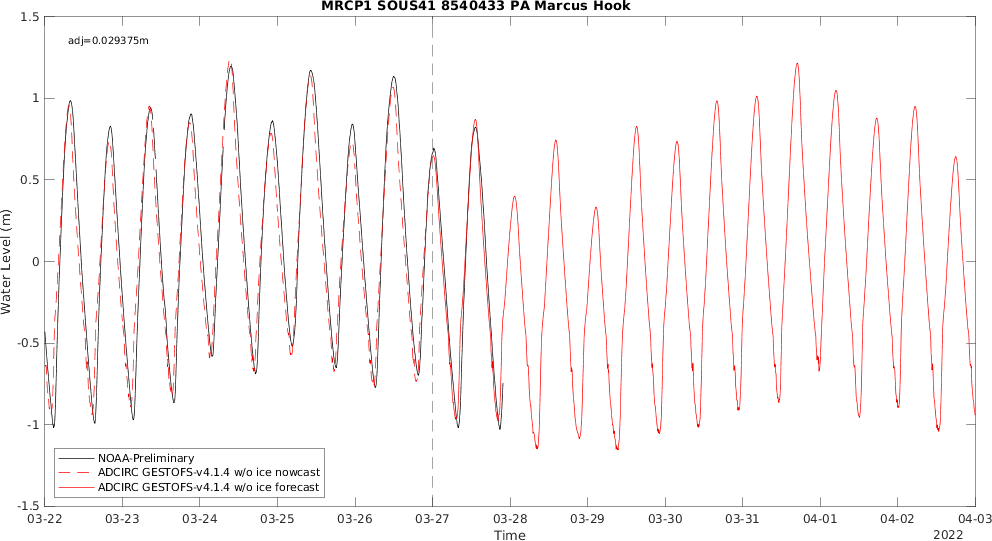 MRCP1 SOUS41 8540433 PA Marcus Hook
adj=0.029375m
Water Level (m)
1.5
1
0.5
0
-0.5
-1
-1.5
NOAA-Preliminary
ADCIRC GESTOFS-v4.1.4 w/o ice nowcast
ADCIRC GESTOFS-v4.1.4 w/o ice forecast
03-22 03-23 03-24 03-25 03-26 03-27 03-28 03-29 03-30 03-31 04-01 04-02 04-03
Time
2022